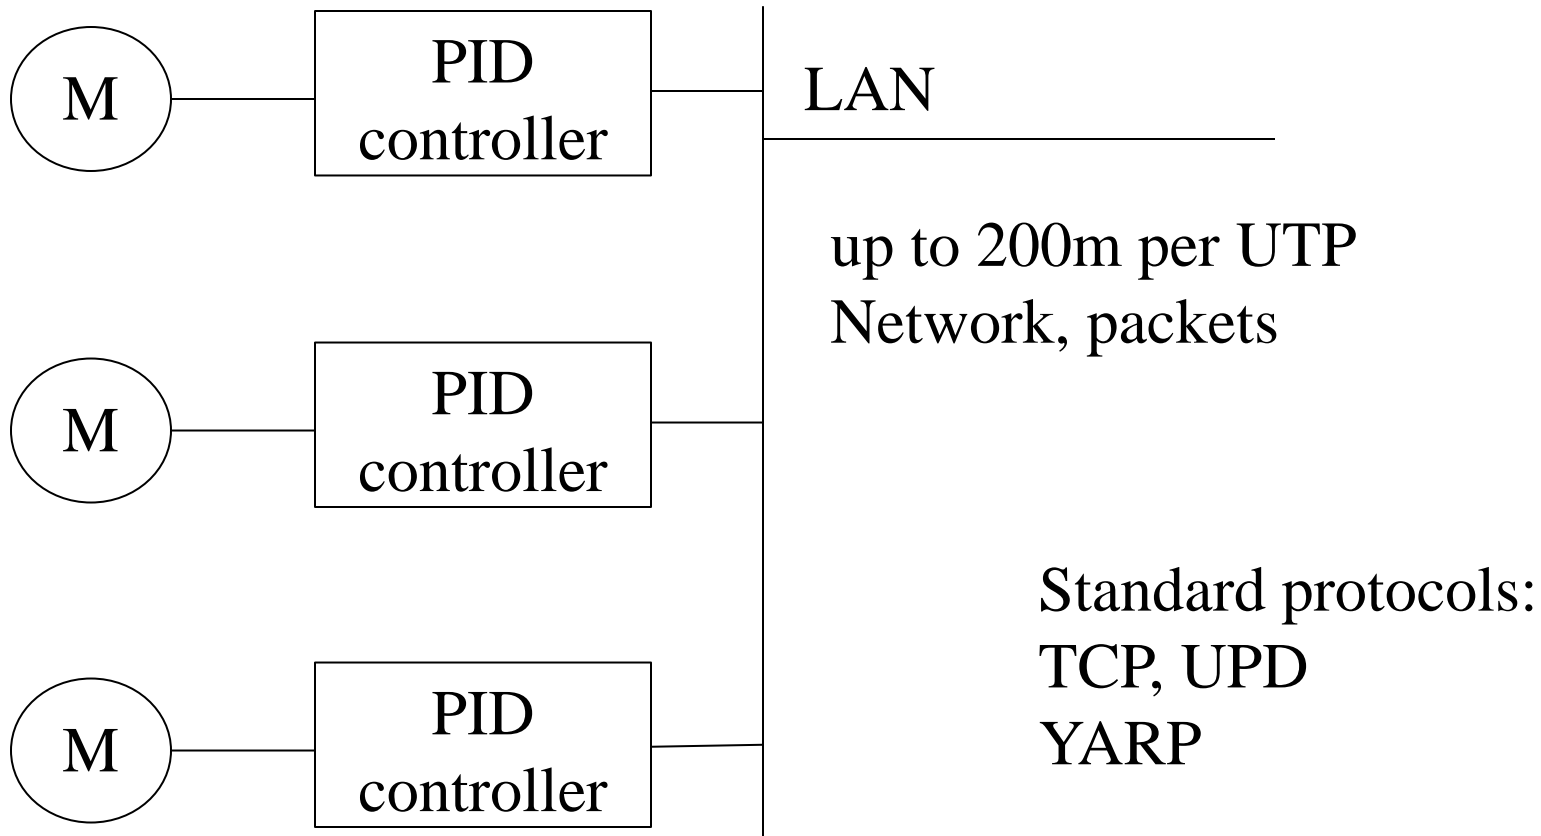 M
PID
controller
LAN
up to 200m per UTP
Network, packets
M
PID
controller
Standard protocols:
TCP, UPD
YARP
M
PID
controller